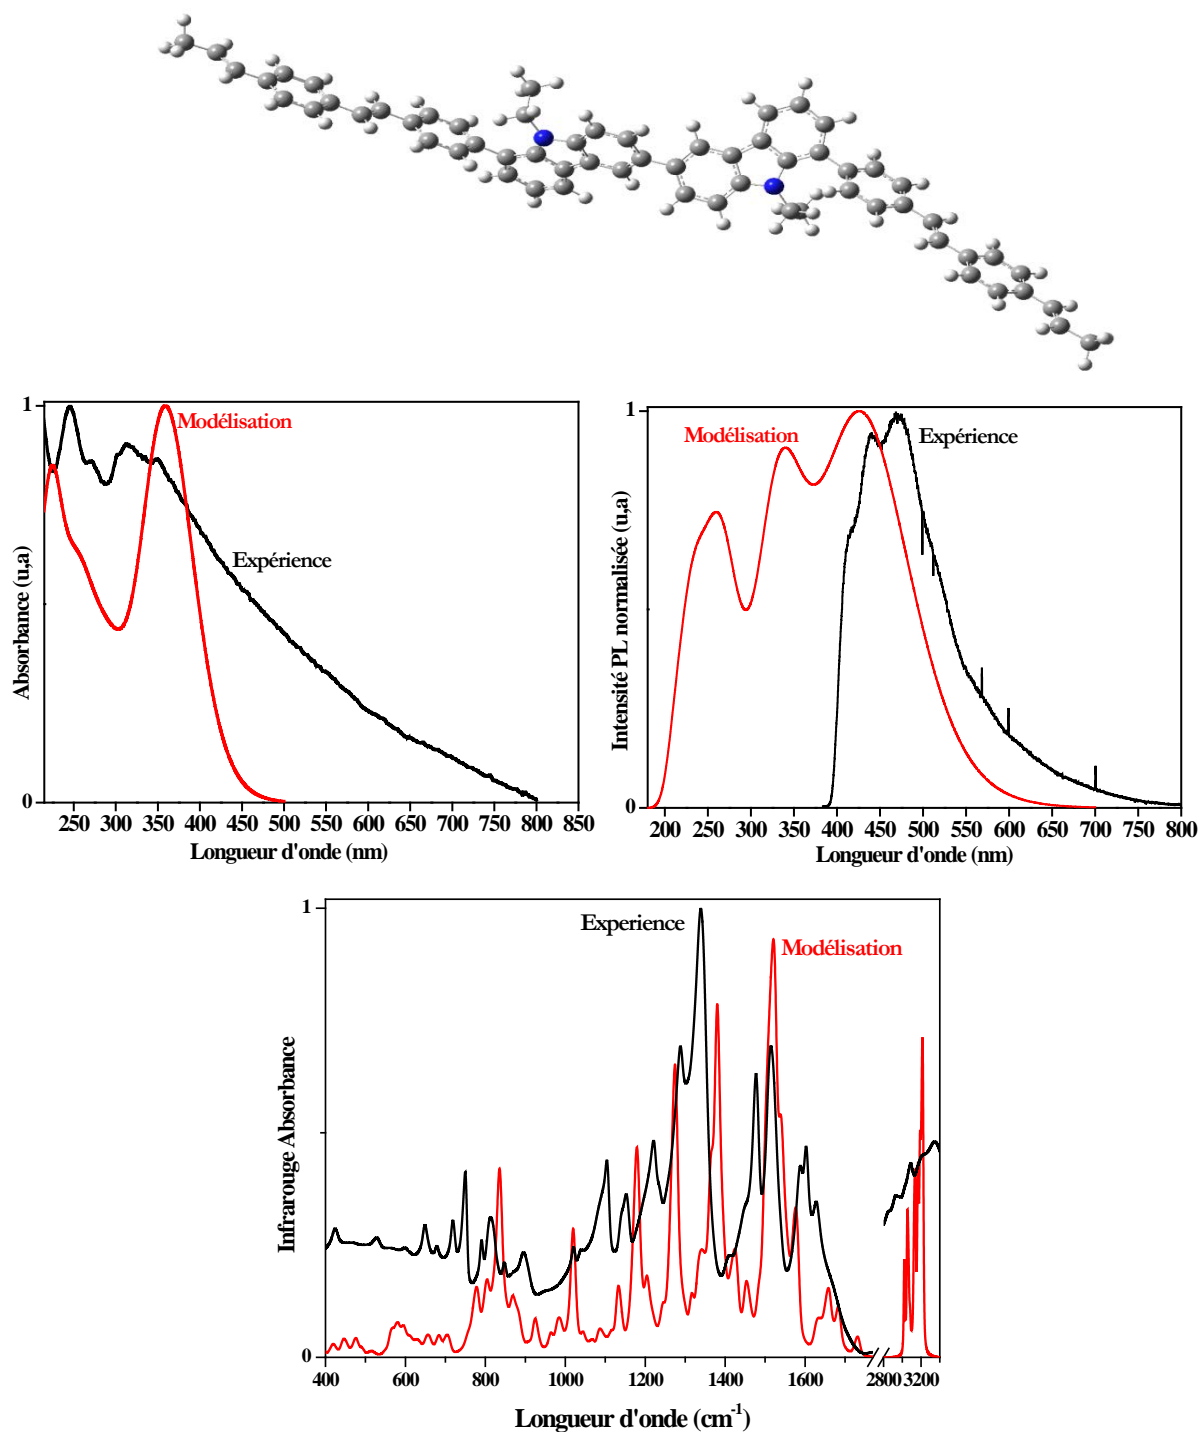 1
Modélisation
Expérience
Absorbance (u,a)
0
250 300 350 400 450 500 550 600 650 700 750 800 850
Longueur d'onde (nm)
1
Modélisation
Expérience
Intensité PL normalisée (u,a)
0
200 250 300 350 400 450 500 550 600 700 750 800
Longueur d'onde (nm)
1
Experience
Modélisation
Infrarouge Absorbance
0
400 600 800 1000 1200 1400 1600 2800 3200
Longueur d'onde (cm-1)